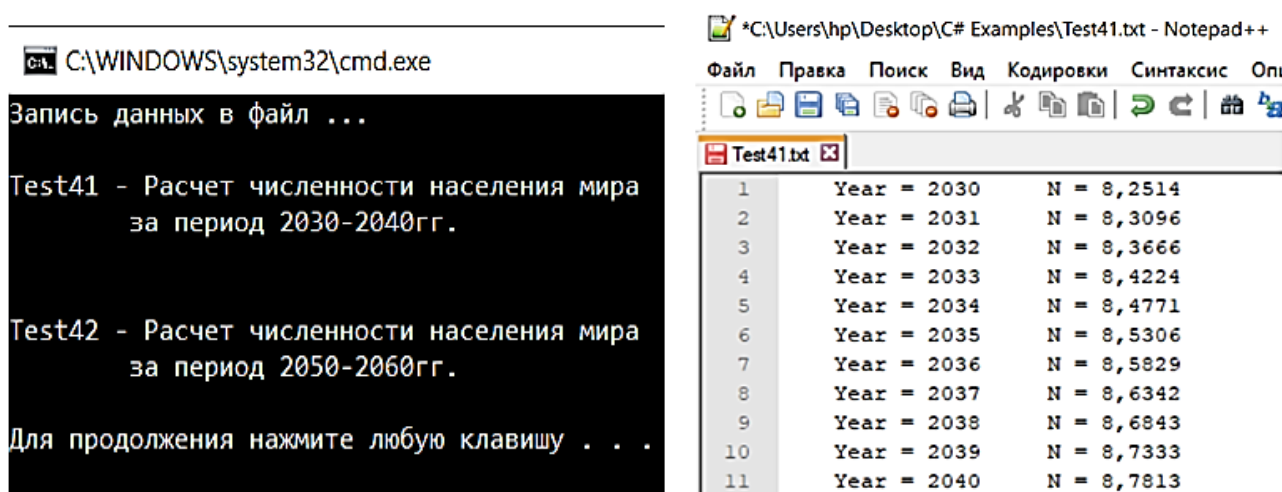 C:\WINDOWS\system32\cmd.exe
Запись данных в файл ...
Test41 - Расчет численности населения мира
за период 2030-2040гг.
Test42 - Расчет численности населения мира
за период 2050-2060гг.
Для продолжения нажмите любую клавишу . . .
*C:\Users\hp\Desktop\C# Examples\Test41.txt - Notepad++
Файл Правка Поиск Вид Кодировки Синтаксис Опц
Test41.txt
1 Year = 2030 N = 8,2514
2 Year = 2031 N = 8,3096
3 Year = 2032 N = 8,3666
4 Year = 2033 N = 8,4224
5 Year = 2034 N = 8,4771
6 Year = 2035 N = 8,5306
7 Year = 2036 N = 8,5829
8 Year = 2037 N = 8,6342
9 Year = 2038 N = 8,6843
10 Year = 2039 N = 8,7333
11 Year = 2040 N = 8,7813